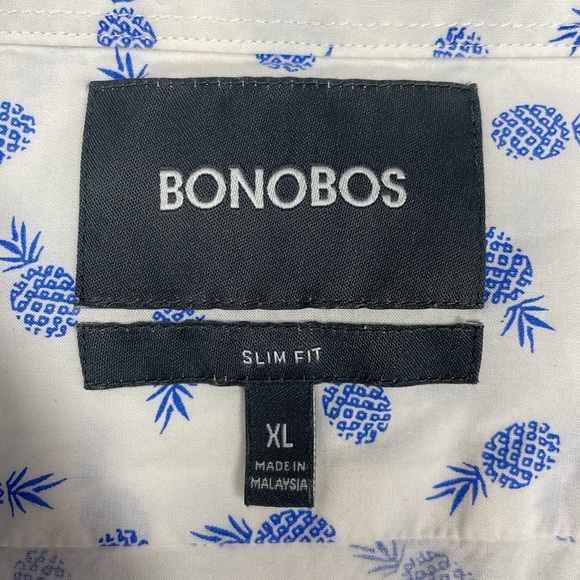 BONOBOS
SLIM FIT
XL
MADE IN
MALAYSIA